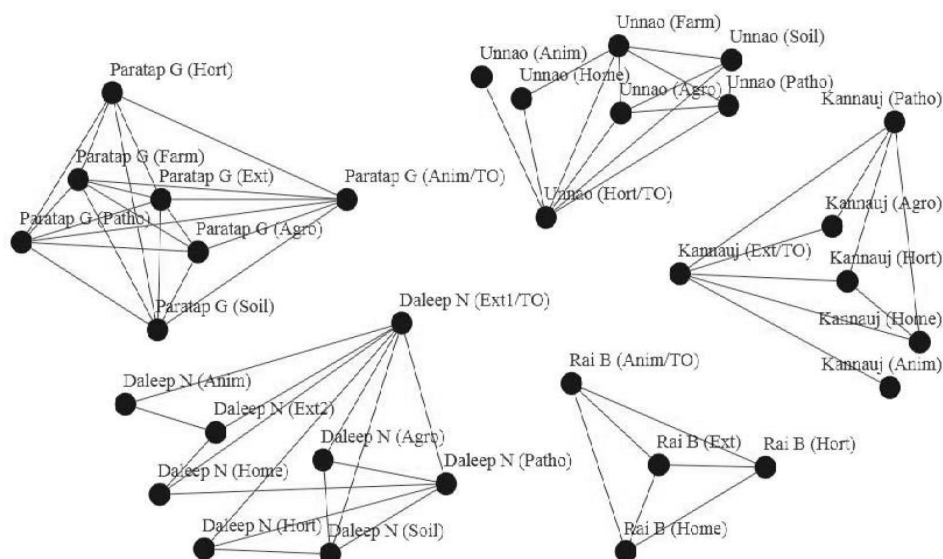 Paratap G (Hort)
Paratap G (Farm)
Paratap G (Ext)
Paratap G (Anim/TO)
Paratap G (Patho)
Paratap G (Agro)
Paratap G (Soil)
Unnao (Farm)
Unnao (Soil)
Unnao (Anim)
Unnao (Home)
Unnao (Agro)
Unnao (Patho)
Unnao (Hort/TO)
Kannauj (Patho)
Kannauj (Agro)
Kannauj (Ext/TO)
Kannauj (Hort)
Kannauj (Home)
Kannauj (Anim)
Daleep N (Ext1/TO)
Daleep N (Anim)
Daleep N (Ext2)
Daleep N (Agro)
Daleep N (Home)
Daleep N (Patho)
Daleep N (Hort)
Daleep N (Soil)
Rai B (Anim/TO)
Rai B (Ext)
Rai B (Hort)
Rai B (Home)